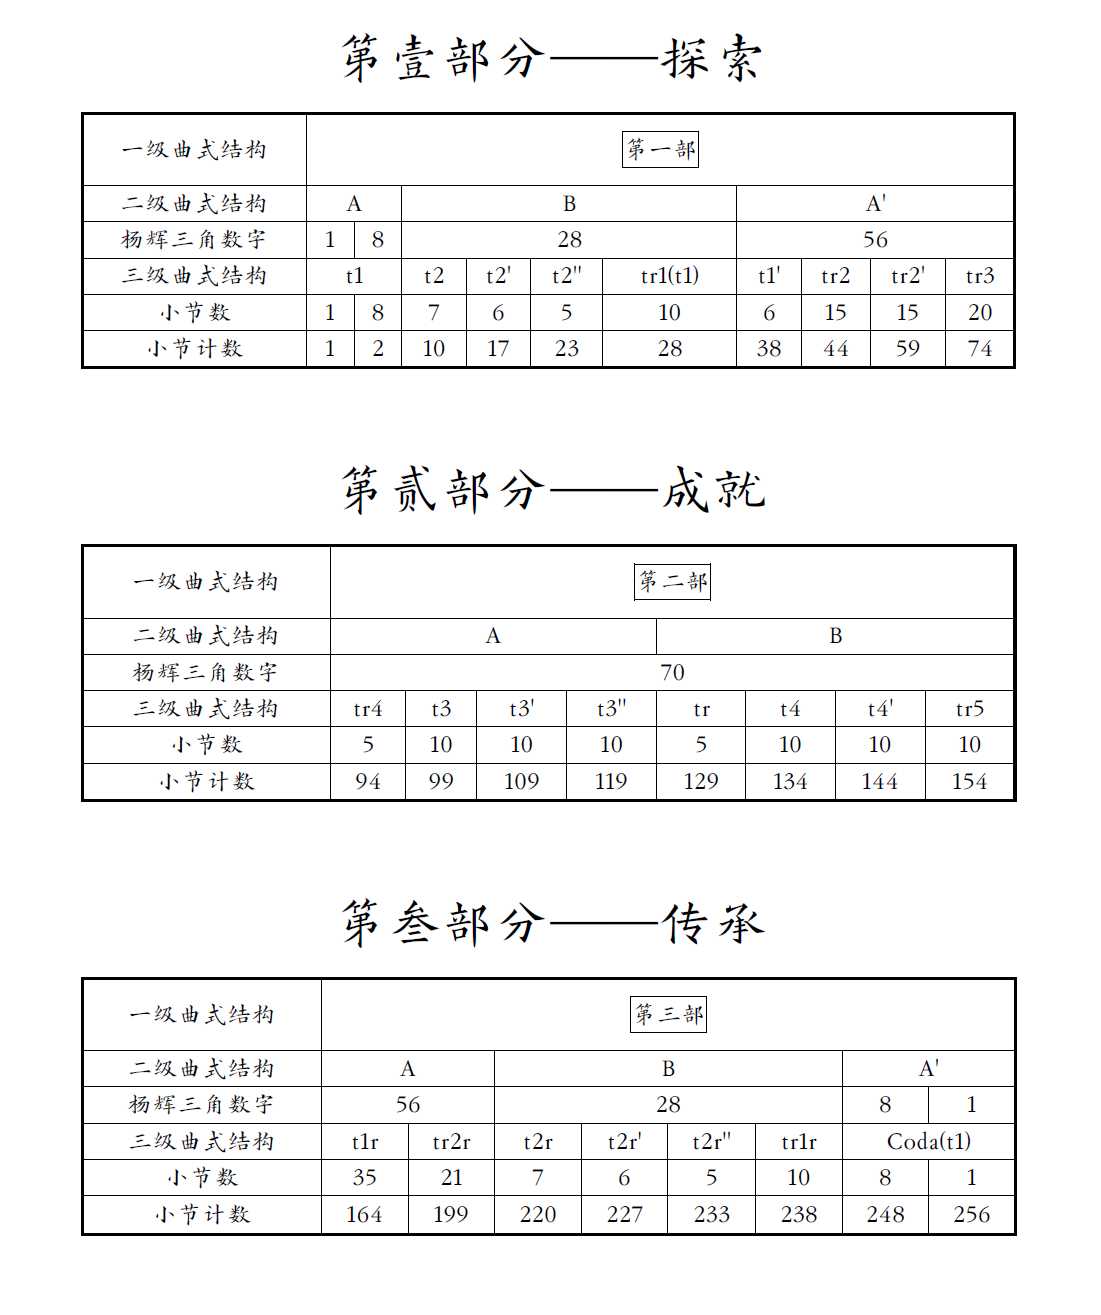 第壹部分——探索
一级曲式结构 第一部
二级曲式结构 A B A'
杨辉三角数字 1 8 28 56
三级曲式结构 t1 t2 t2' t2" tr1(t1) t1' tr2 tr2' tr3
小节数 1 8 7 6 5 10 6 15 15 20
小节计数 1 2 10 17 23 28 38 44 59 74
第贰部分——成就
一级曲式结构 第二部
二级曲式结构 A B
杨辉三角数字 70
三级曲式结构 tr4 t3 t3' t3" tr t4 t4' tr5
小节数 5 10 10 10 5 10 10 10
小节计数 94 99 109 119 129 134 144 154
第叁部分——传承
一级曲式结构 第三部
二级曲式结构 A B A'
杨辉三角数字 56 28 8 1
三级曲式结构 t1r tr2r t2r t2r' t2r" tr1r Coda(t1)
小节数 35 21 7 6 5 10 8 1
小节计数 164 199 220 227 233 238 248 256